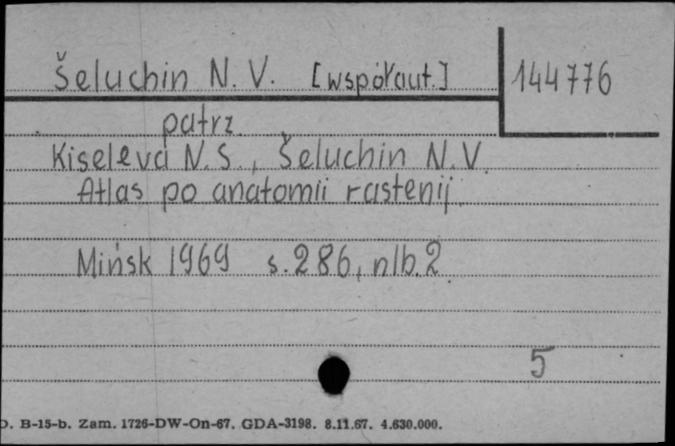 Šeluchin N. V. [współaut.] 144776
patrz
Kiseleva N. S., Šeluchin N. V.
Atlas po anatomii rastenij.
Mińsk 1969 s. 286, nlb. 2
5
D. B-15-b. Zam. 1726-DW-On-67. GDA-3198. 8.11.67. 4.630.000.